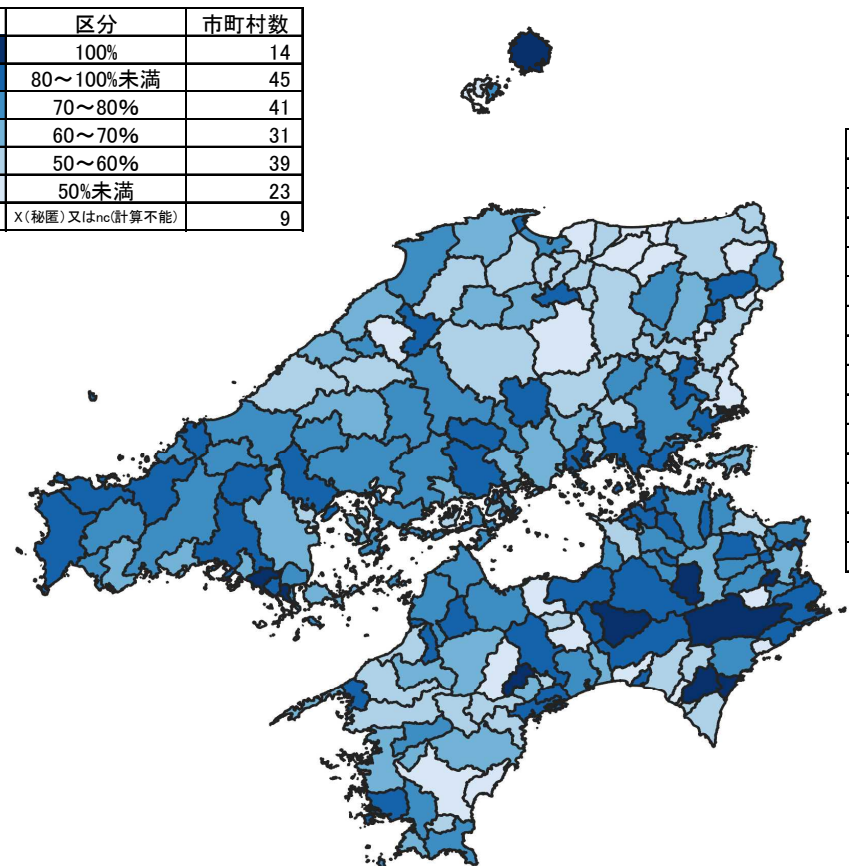 区分 市町村数
100% 14
80～100%未満 45
70～80% 41
60～70% 31
50～60% 39
50%未満 23
X(秘匿)又はnc(計算不能) 9